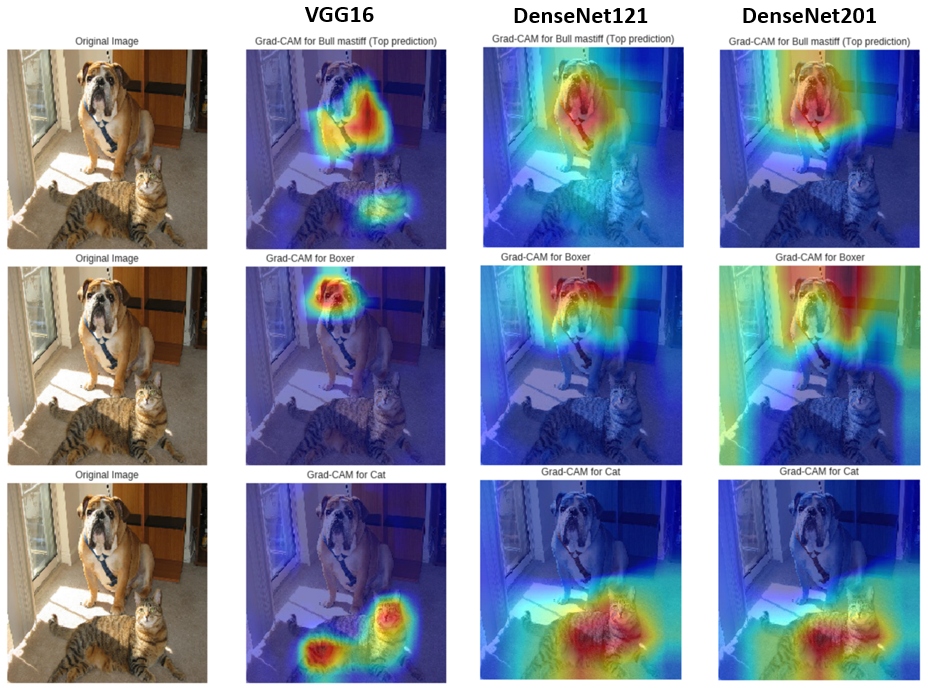 VGG16 DenseNet121 DenseNet201
Original Image Grad-CAM for Bull mastiff (Top prediction) Grad-CAM for Bull mastiff (Top prediction) Grad-CAM for Bull mastiff (Top prediction)
Original Image Grad-CAM for Boxer Grad-CAM for Boxer Grad-CAM for Boxer
Original Image Grad-CAM for Cat Grad-CAM for Cat Grad-CAM for Cat